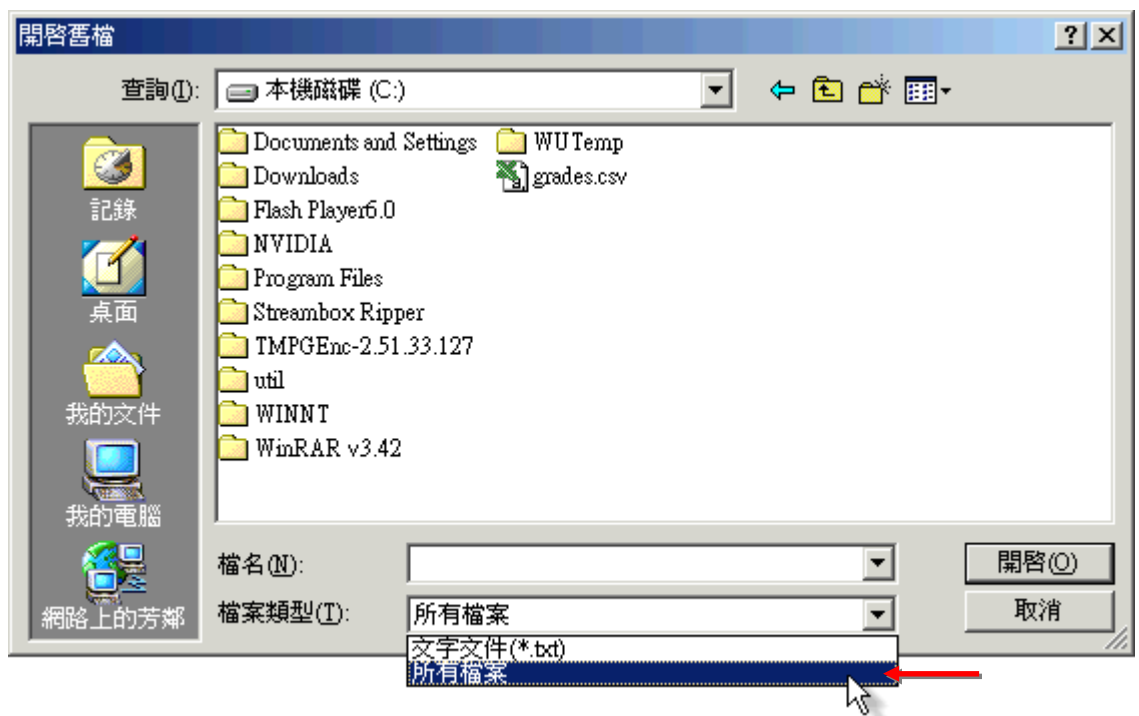 開啓舊檔
查詢(I): 本機磁碟 (C:)
記錄
桌面
我的文件
我的電腦
網路上的芳鄰
Documents and Settings
Downloads
Flash Player6.0
NVIDIA
Program Files
Streambox Ripper
TMPGEnc-2.51.33.127
util
WINNT
WinRAR v3.42
WUTemp
grades.csv
檔名(N): 開啓(O)
檔案類型(T): 所有檔案 取消
文字文件(*.txt)
所有檔案